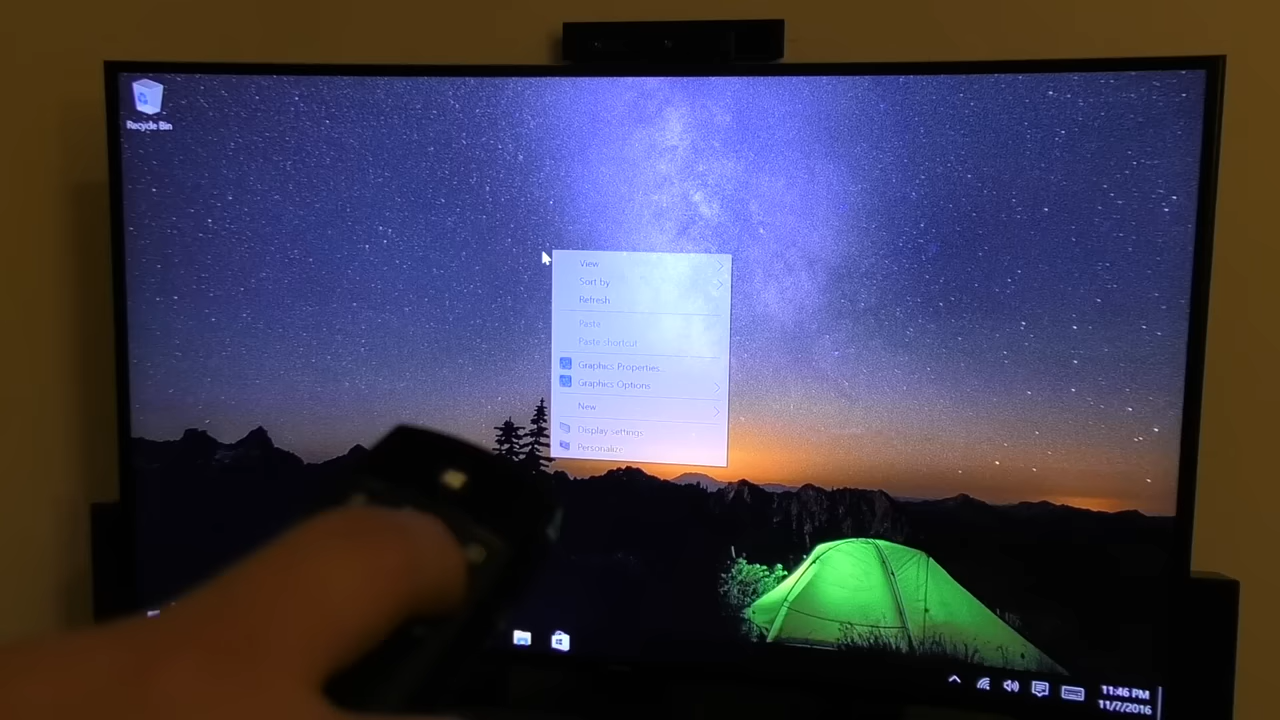 Recycle Bin
View
Sort by
Refresh
Paste
Paste shortcut
Graphics Properties...
Graphics Options
New
Display settings
Personalize
11:46 PM
11/7/2016